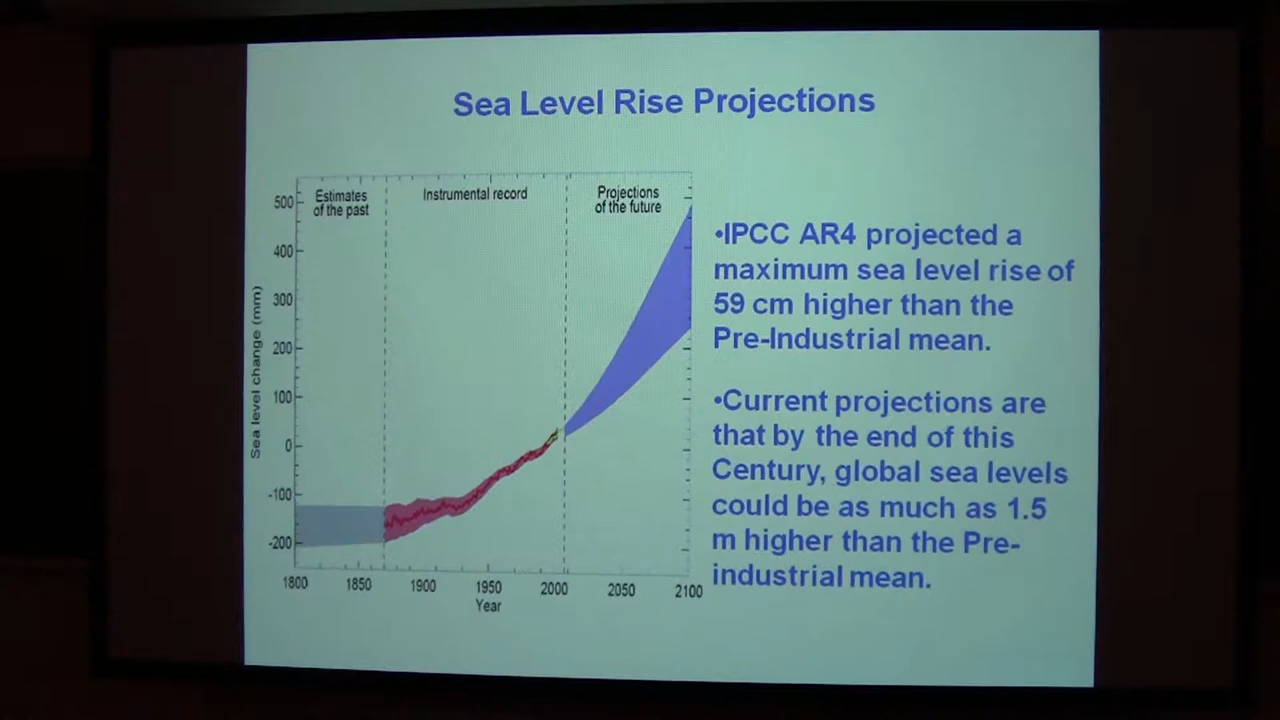 Sea Level Rise Projections
Estimates
of the past
Instrumental record
Projections
of the future
500
400
300
200
100
0
-100
-200
Sea level change (mm)
1800
1850
1900
1950
2000
2050
2100
Year
•IPCC AR4 projected a
maximum sea level rise of
59 cm higher than the
Pre-Industrial mean.
•Current projections are
that by the end of this
Century, global sea levels
could be as much as 1.5
m higher than the Pre-
industrial mean.